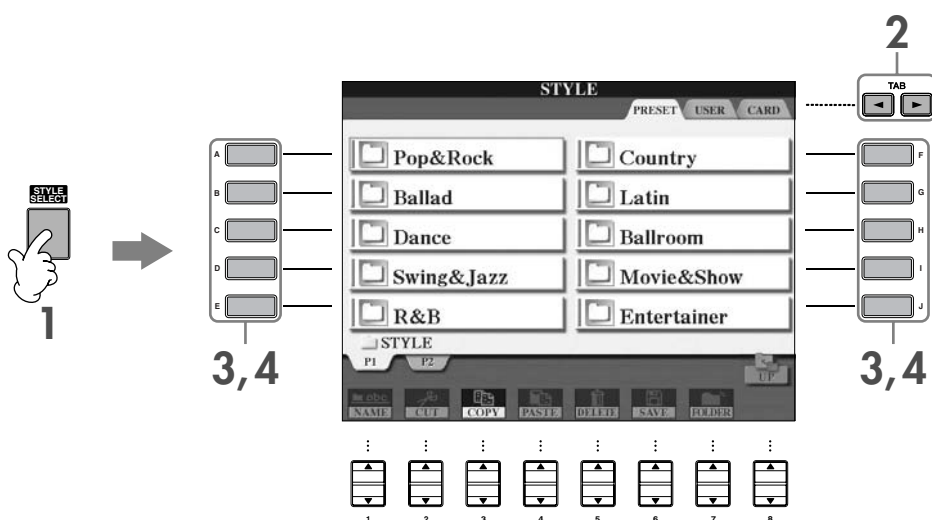 2
TAB
STYLE
PRESET USER CARD
A Pop&Rock Country F
B Ballad Latin G
STYLE SELECT
C Dance Ballroom H
D Swing&Jazz Movie&Show I
1
E R&B Entertainer J
STYLE
3,4
P1 P2
UP
3,4
abc
NAME CUT COPY PASTE DELETE SAVE FOLDER
1 2 3 4 5 6 7 8